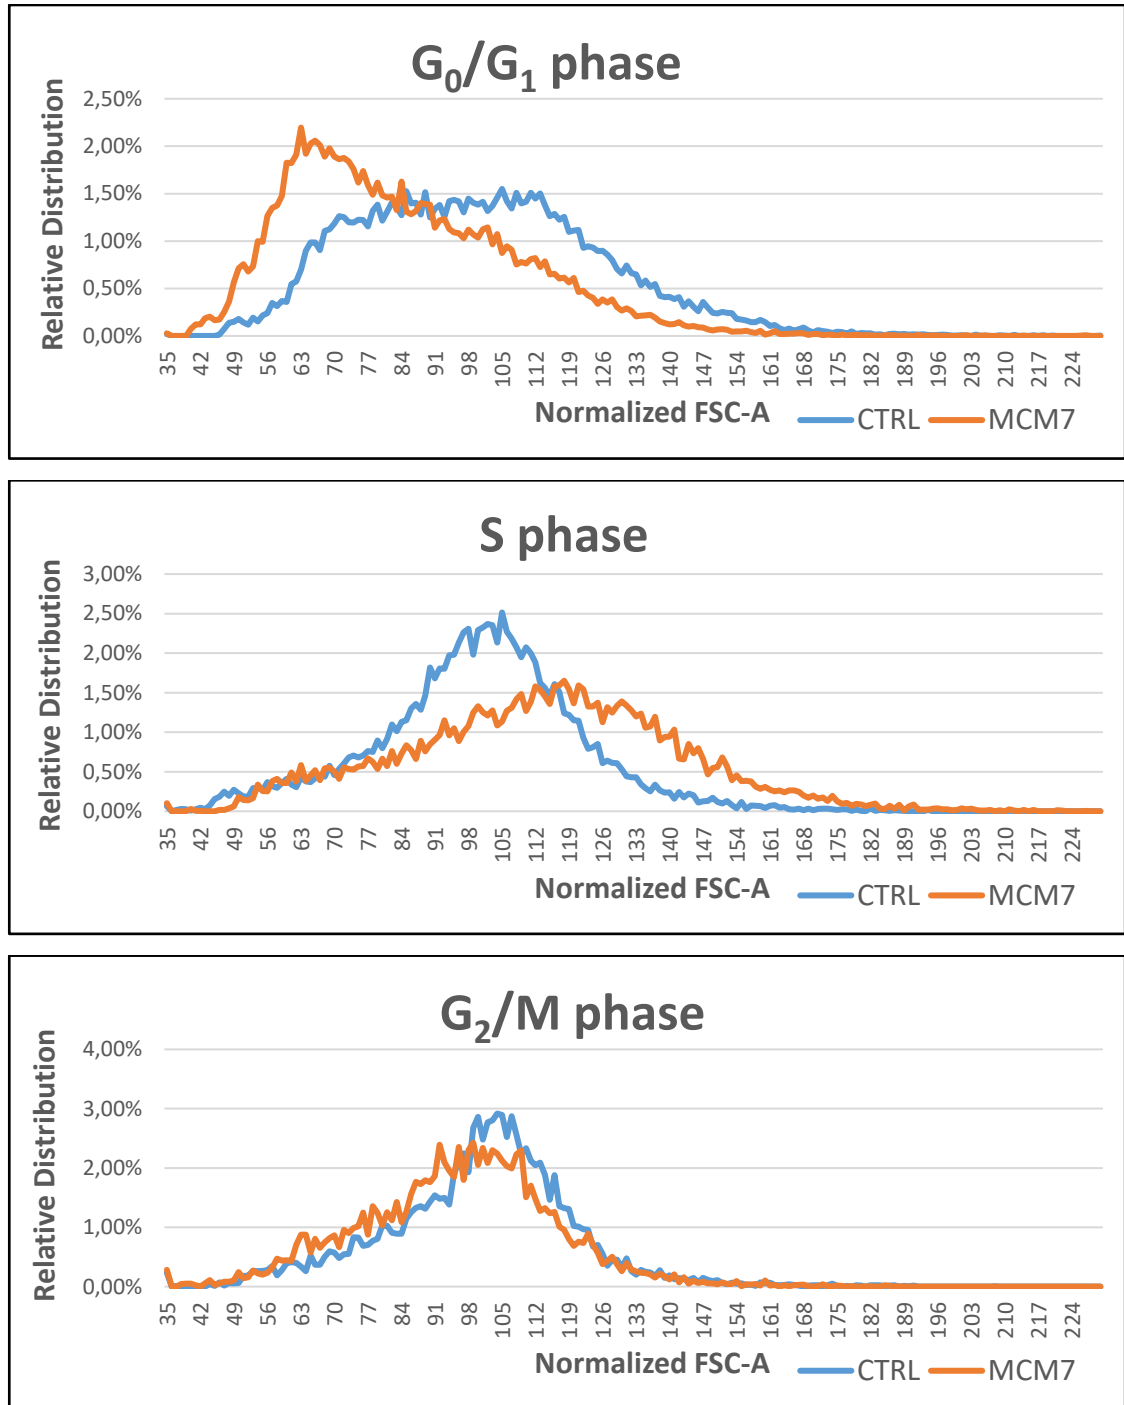 G₀/G₁ phase
Relative Distribution
2,50%
2,00%
1,50%
1,00%
0,50%
0,00%
35 42 49 56 63 70 77 84 91 98 105 112 119 126 133 140 147 154 161 168 175 182 189 196 203 210 217 224
Normalized FSC-A
CTRL MCM7
S phase
Relative Distribution
3,00%
2,50%
2,00%
1,50%
1,00%
0,50%
0,00%
35 42 49 56 63 70 77 84 91 98 105 112 119 126 133 140 147 154 161 168 175 182 189 196 203 210 217 224
Normalized FSC-A
CTRL MCM7
G₂/M phase
Relative Distribution
4,00%
3,00%
2,00%
1,00%
0,00%
35 42 49 56 63 70 77 84 91 98 105 112 119 126 133 140 147 154 161 168 175 182 189 196 203 210 217 224
Normalized FSC-A
CTRL MCM7